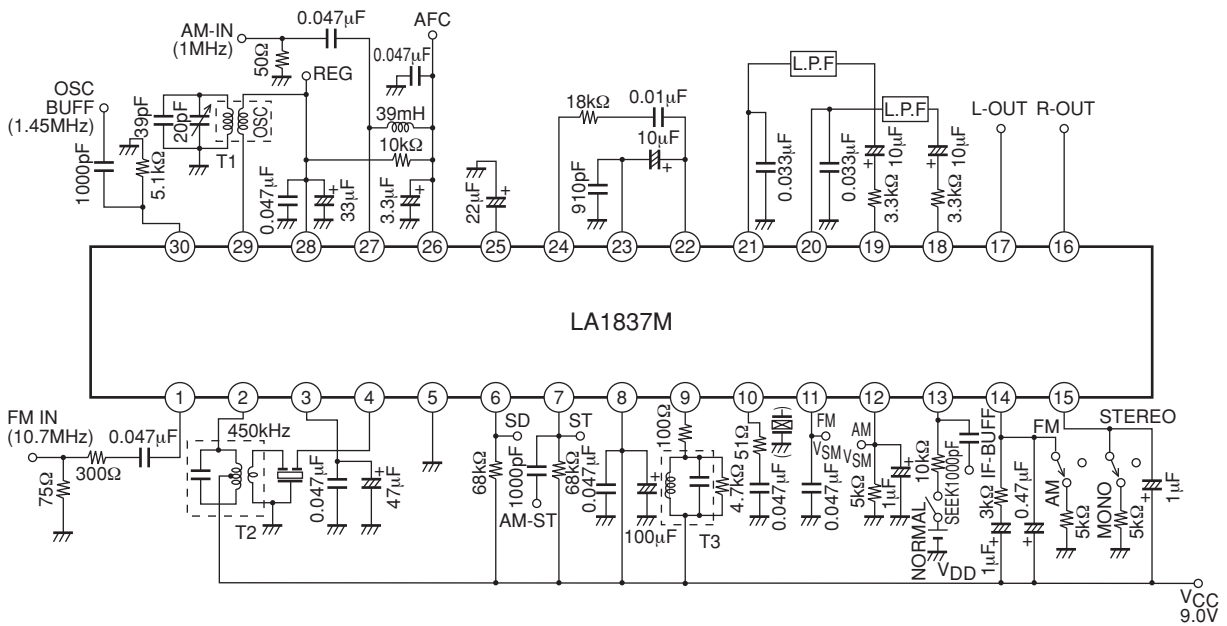 0.047μF
AFC
AM-IN
(1MHz)
50Ω
0.047μF
REG
OSC
BUFF
(1.45MHz)
39pF
20pF
OSC
T1
1000pF
5.1kΩ
39mH
10kΩ
0.047μF
33μF
3.3μF
22μF
18kΩ
0.01μF
10μF
+
910pF
L.P.F
L.P.F
L-OUT
R-OUT
0.033μF
0.033μF
10μF
10μF
3.3kΩ
3.3kΩ
30
29
28
27
26
25
24
23
22
21
20
19
18
17
16
LA1837M
1
2
3
4
5
6
7
8
9
10
11
12
13
14
15
FM IN
(10.7MHz)
0.047μF
300Ω
75Ω
450kHz
T2
0.047μF
47μF
SD
68kΩ
1000pF
AM-ST
ST
68kΩ
0.047μF
100μF
100Ω
T3
4.7kΩ
51Ω
0.047μF
FM
VSM
0.047μF
AM
VSM
5kΩ
1μF
10kΩ
SEEK
1000pF
IF-BUFF
NORMAL
VDD
3kΩ
1μF
0.47μF
FM
AM
5kΩ
STEREO
MONO
5kΩ
1μF
VCC
9.0V